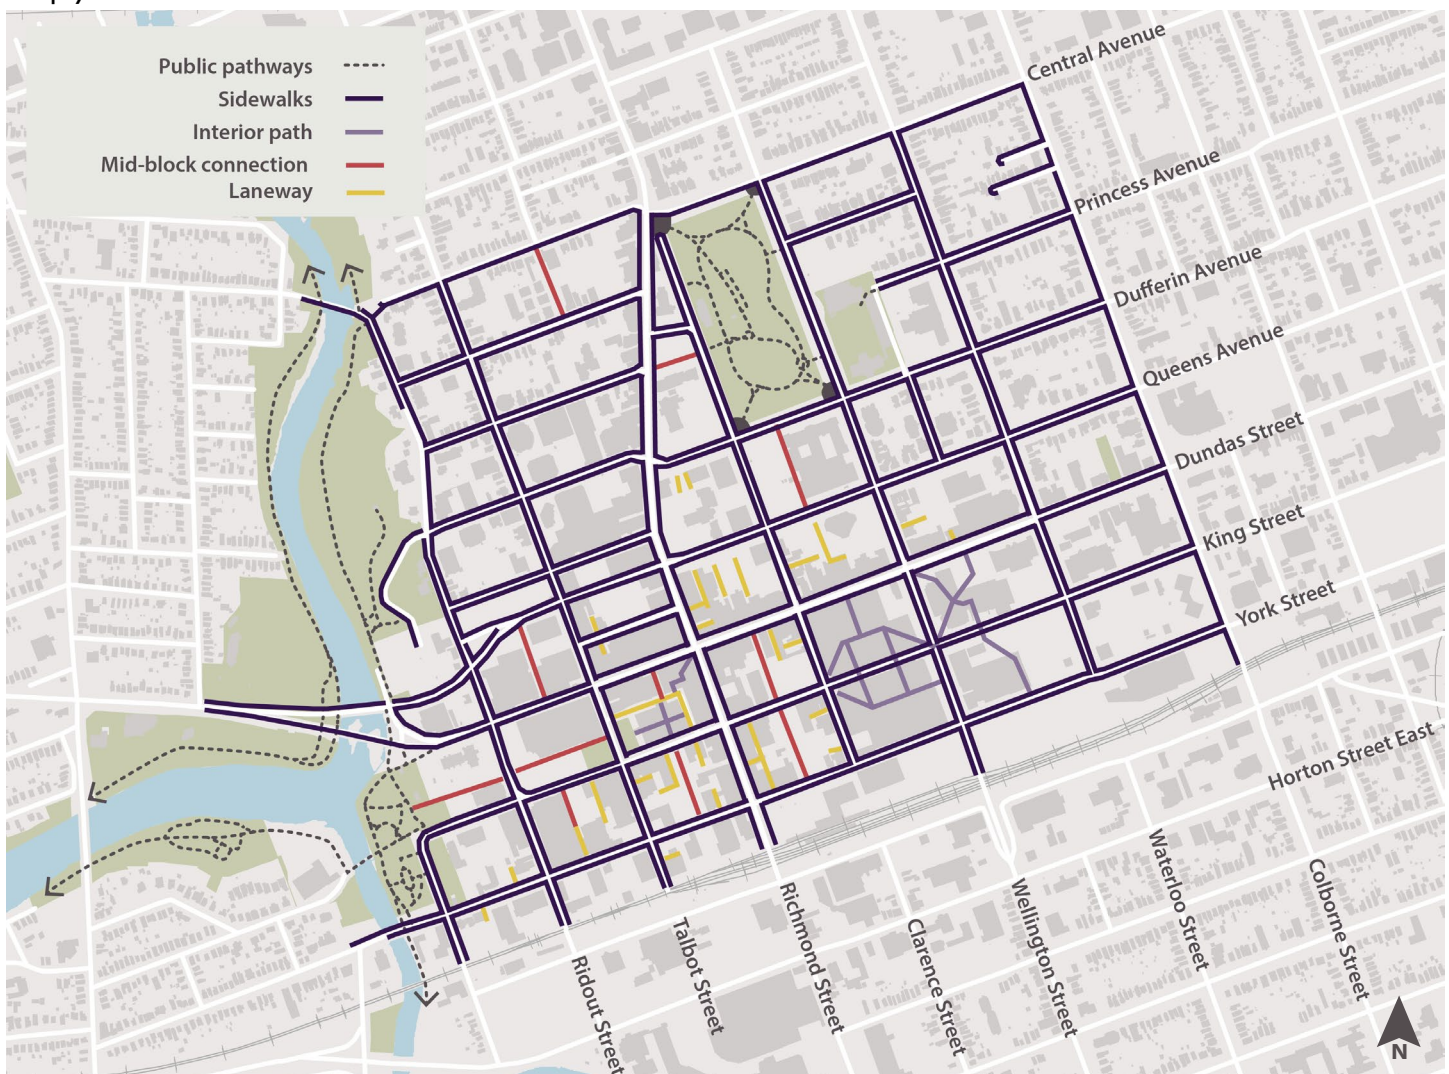 Public pathways
Sidewalks
Interior path
Mid-block connection
Laneway
Central Avenue
Princess Avenue
Dufferin Avenue
Queens Avenue
Dundas Street
King Street
York Street
Horton Street East
Ridout Street
Talbot Street
Richmond Street
Clarence Street
Wellington Street
Waterloo Street
Colborne Street
N